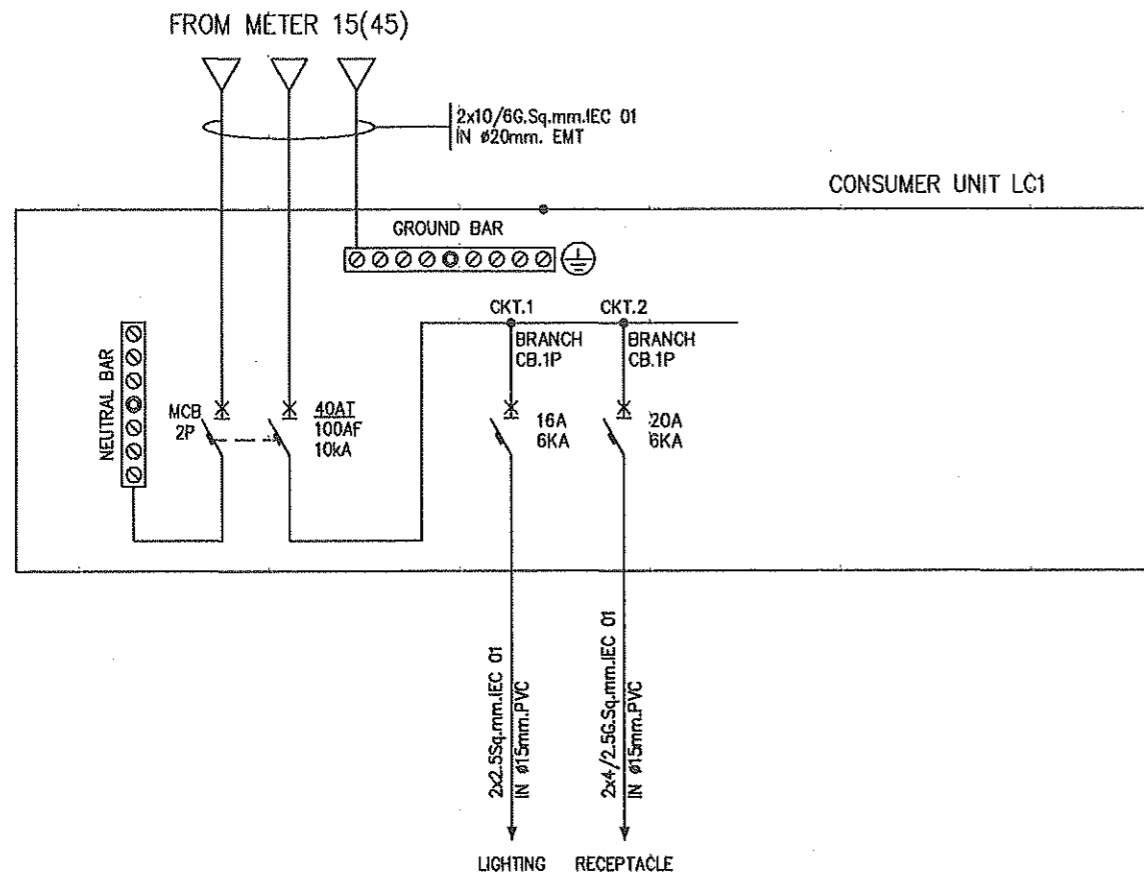 FROM METER 15(45)
2x10/6G.Sq.mm.IEC 01
IN ø20mm. EMT
CONSUMER UNIT LC1
GROUND BAR
NEUTRAL BAR
MCB
2P
40AT
100AF
10kA
CKT.1
BRANCH
CB.1P
16A
6KA
CKT.2
BRANCH
CB.1P
20A
6KA
2x2.5Sq.mm.IEC 01
IN ø15mm.PVC
2x4/2.5G.Sq.mm.IEC 01
IN ø15mm.PVC
LIGHTING
RECEPTACLE